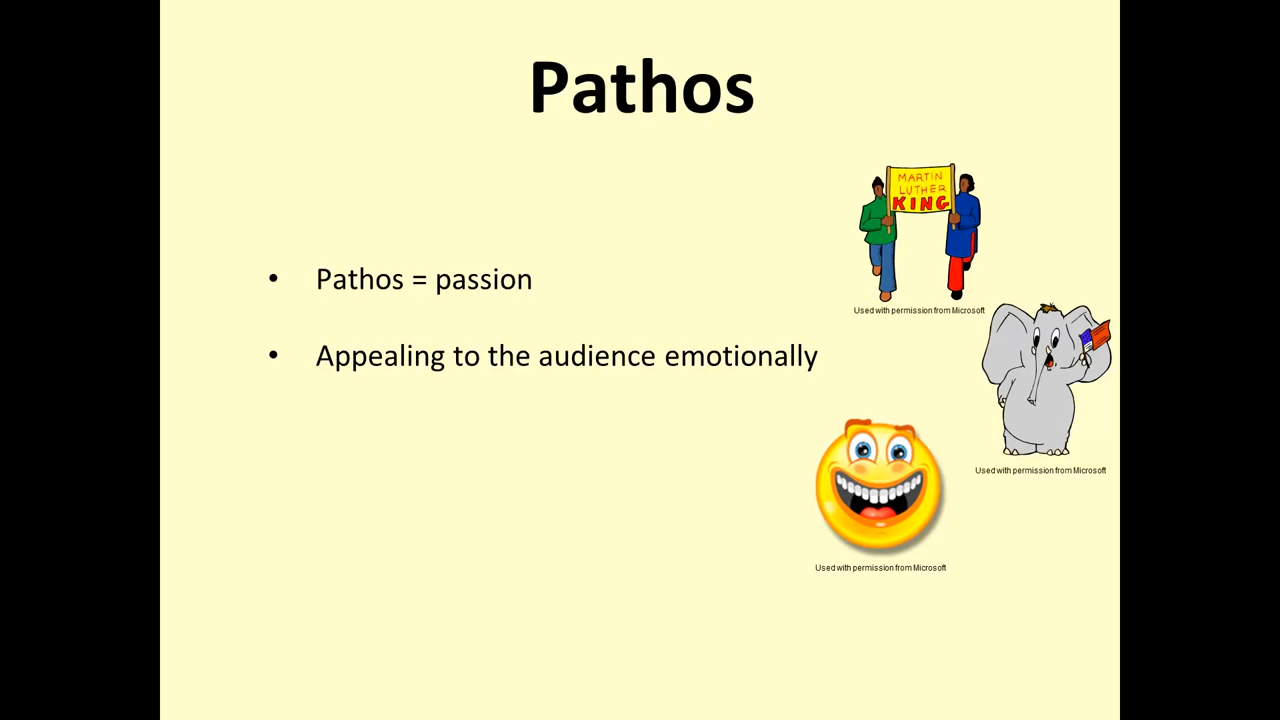 Pathos
MARTIN
LUTHER
KING
Used with permission from Microsoft
• Pathos = passion
• Appealing to the audience emotionally
Used with permission from Microsoft
Used with permission from Microsoft